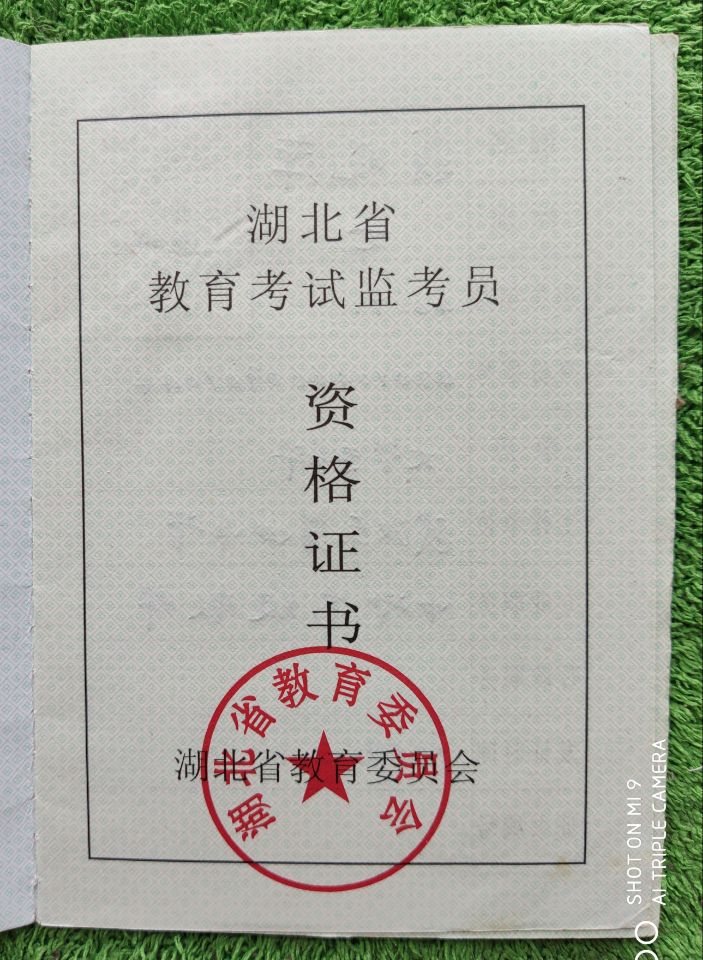 湖北省
教育考试监考员
资
格
证
书
湖北省教育委员会
湖北省教育委员会
SHOT ON MI 9
AI TRIPLE CAMERA